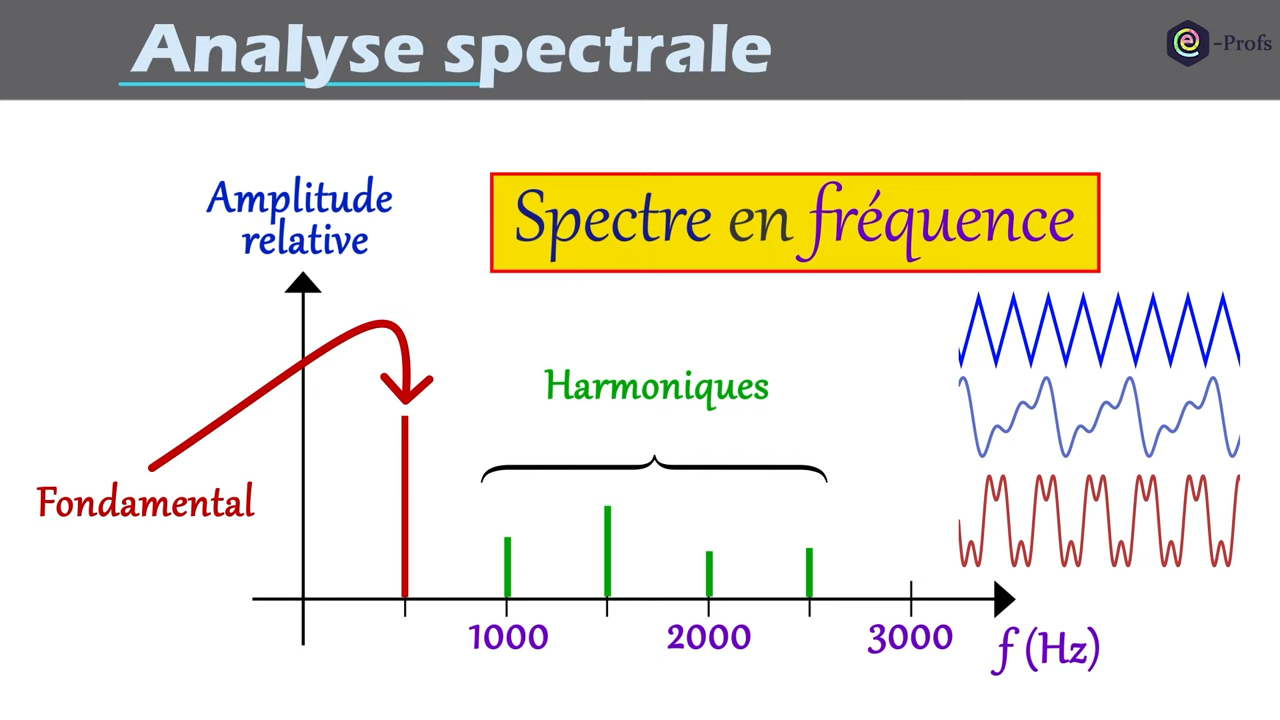 Analyse spectrale
e -Profs
Amplitude
relative
Spectre en fréquence
Harmoniques
Fondamental
1000
2000
3000
f (Hz)